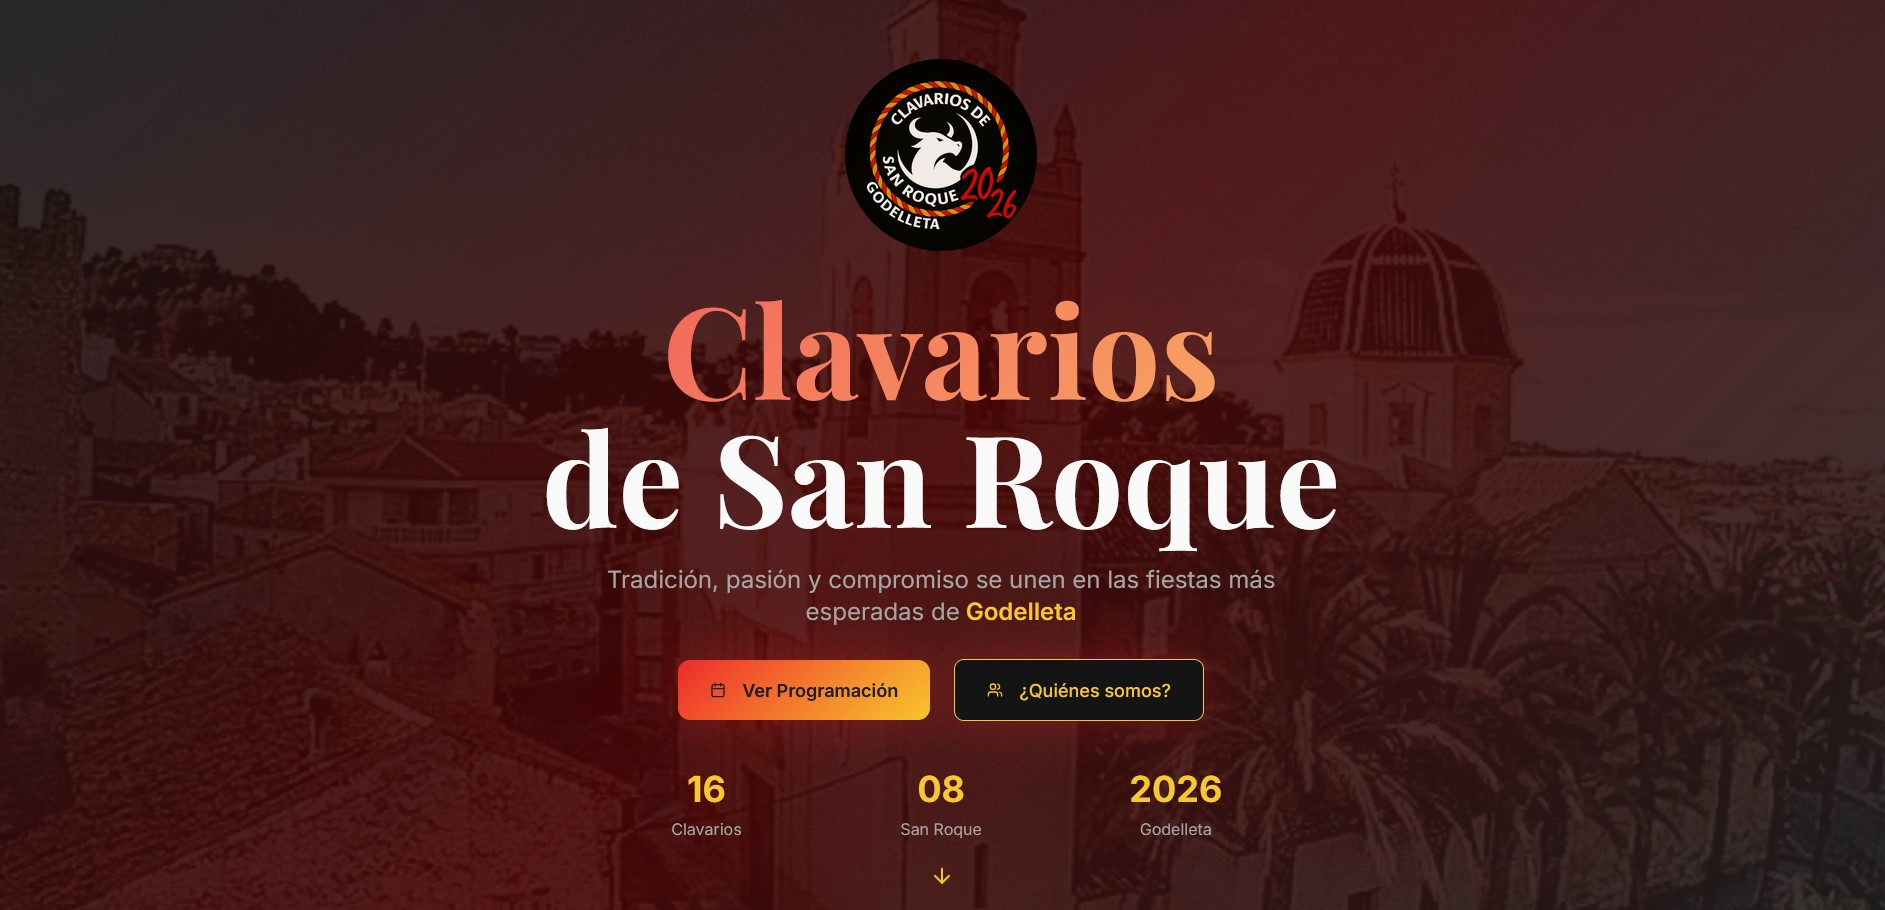 CLAVARIOS DE
SAN ROQUE
2026
GODELLETA
Clavarios
de San Roque
Tradición, pasión y compromiso se unen en las fiestas más
esperadas de Godelleta
Ver Programación
¿Quiénes somos?
16
08
2026
Clavarios
San Roque
Godelleta